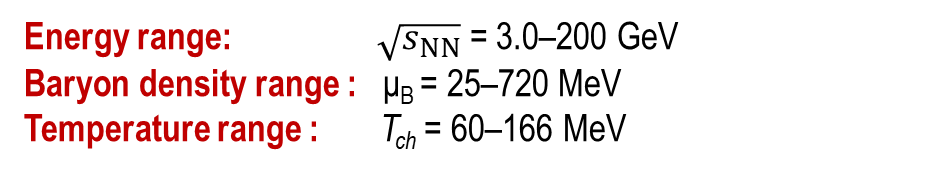 Energy range: √sNN = 3.0–200 GeV
Baryon density range : μB = 25–720 MeV
Temperature range : Tch = 60–166 MeV